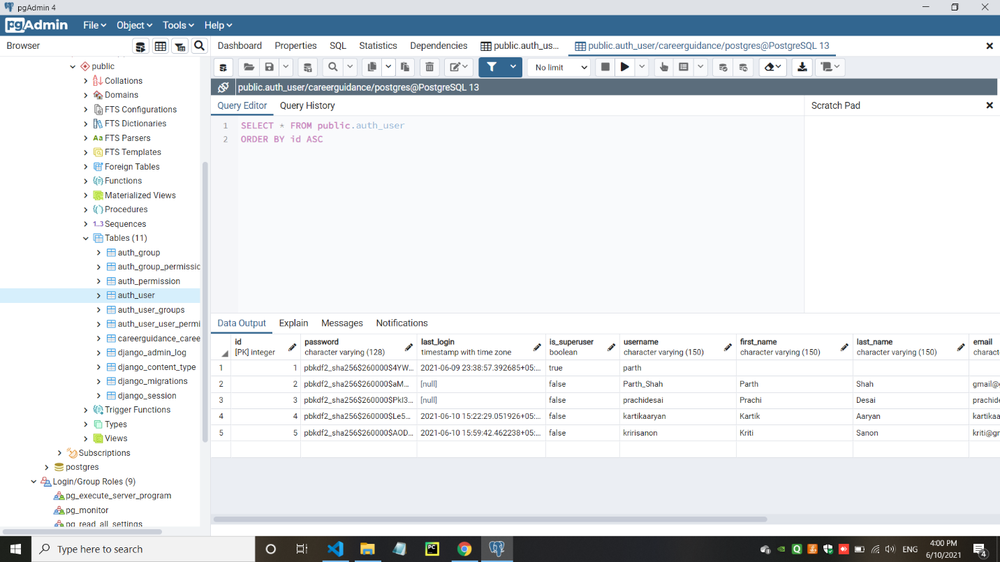 pgAdmin 4
pgAdmin File Object Tools Help
Browser
Dashboard Properties SQL Statistics Dependencies public.auth_us... public.auth_user/careerguidance/postgres@PostgreSQL 13
No limit
public.auth_user/careerguidance/postgres@PostgreSQL 13
Query Editor Query History
Scratch Pad
1 SELECT * FROM public.auth_user
2 ORDER BY id ASC
public
Collations
Domains
FTS Configurations
FTS Dictionaries
Aa FTS Parsers
FTS Templates
Foreign Tables
Functions
Materialized Views
Procedures
1..3 Sequences
Tables (11)
auth_group
auth_group_permissic
auth_permission
auth_user
auth_user_groups
auth_user_user_permi
careerguidance_caree
django_admin_log
django_content_type
django_migrations
django_session
Trigger Functions
Types
Views
Subscriptions
postgres
Login/Group Roles (9)
pg_execute_server_program
pg_monitor
pg_read_all_settings
Data Output Explain Messages Notifications
id password last_login is_superuser username first_name last_name email
[PK] integer character varying (128) timestamp with time zone boolean character varying (150) character varying (150) character varying (150) charact
1 1 pbkdf2_sha256$260000$4YW... 2021-06-09 23:38:57.392685+05:... true parth
2 2 pbkdf2_sha256$260000$aM... [null] false Parth_Shah Parth Shah gmail@g
3 3 pbkdf2_sha256$260000$PkI3... [null] false prachidesai Prachi Desai prachide
4 4 pbkdf2_sha256$260000$Le5... 2021-06-10 15:22:29.051926+05:... false kartikaaryan Kartik Aaryan kartikaa
5 5 pbkdf2_sha256$260000$AOD... 2021-06-10 15:59:42.462238+05:... false kririsanon Kriti Sanon kriti@gr
Type here to search
PC
ENG
4:00 PM
6/10/2021
4